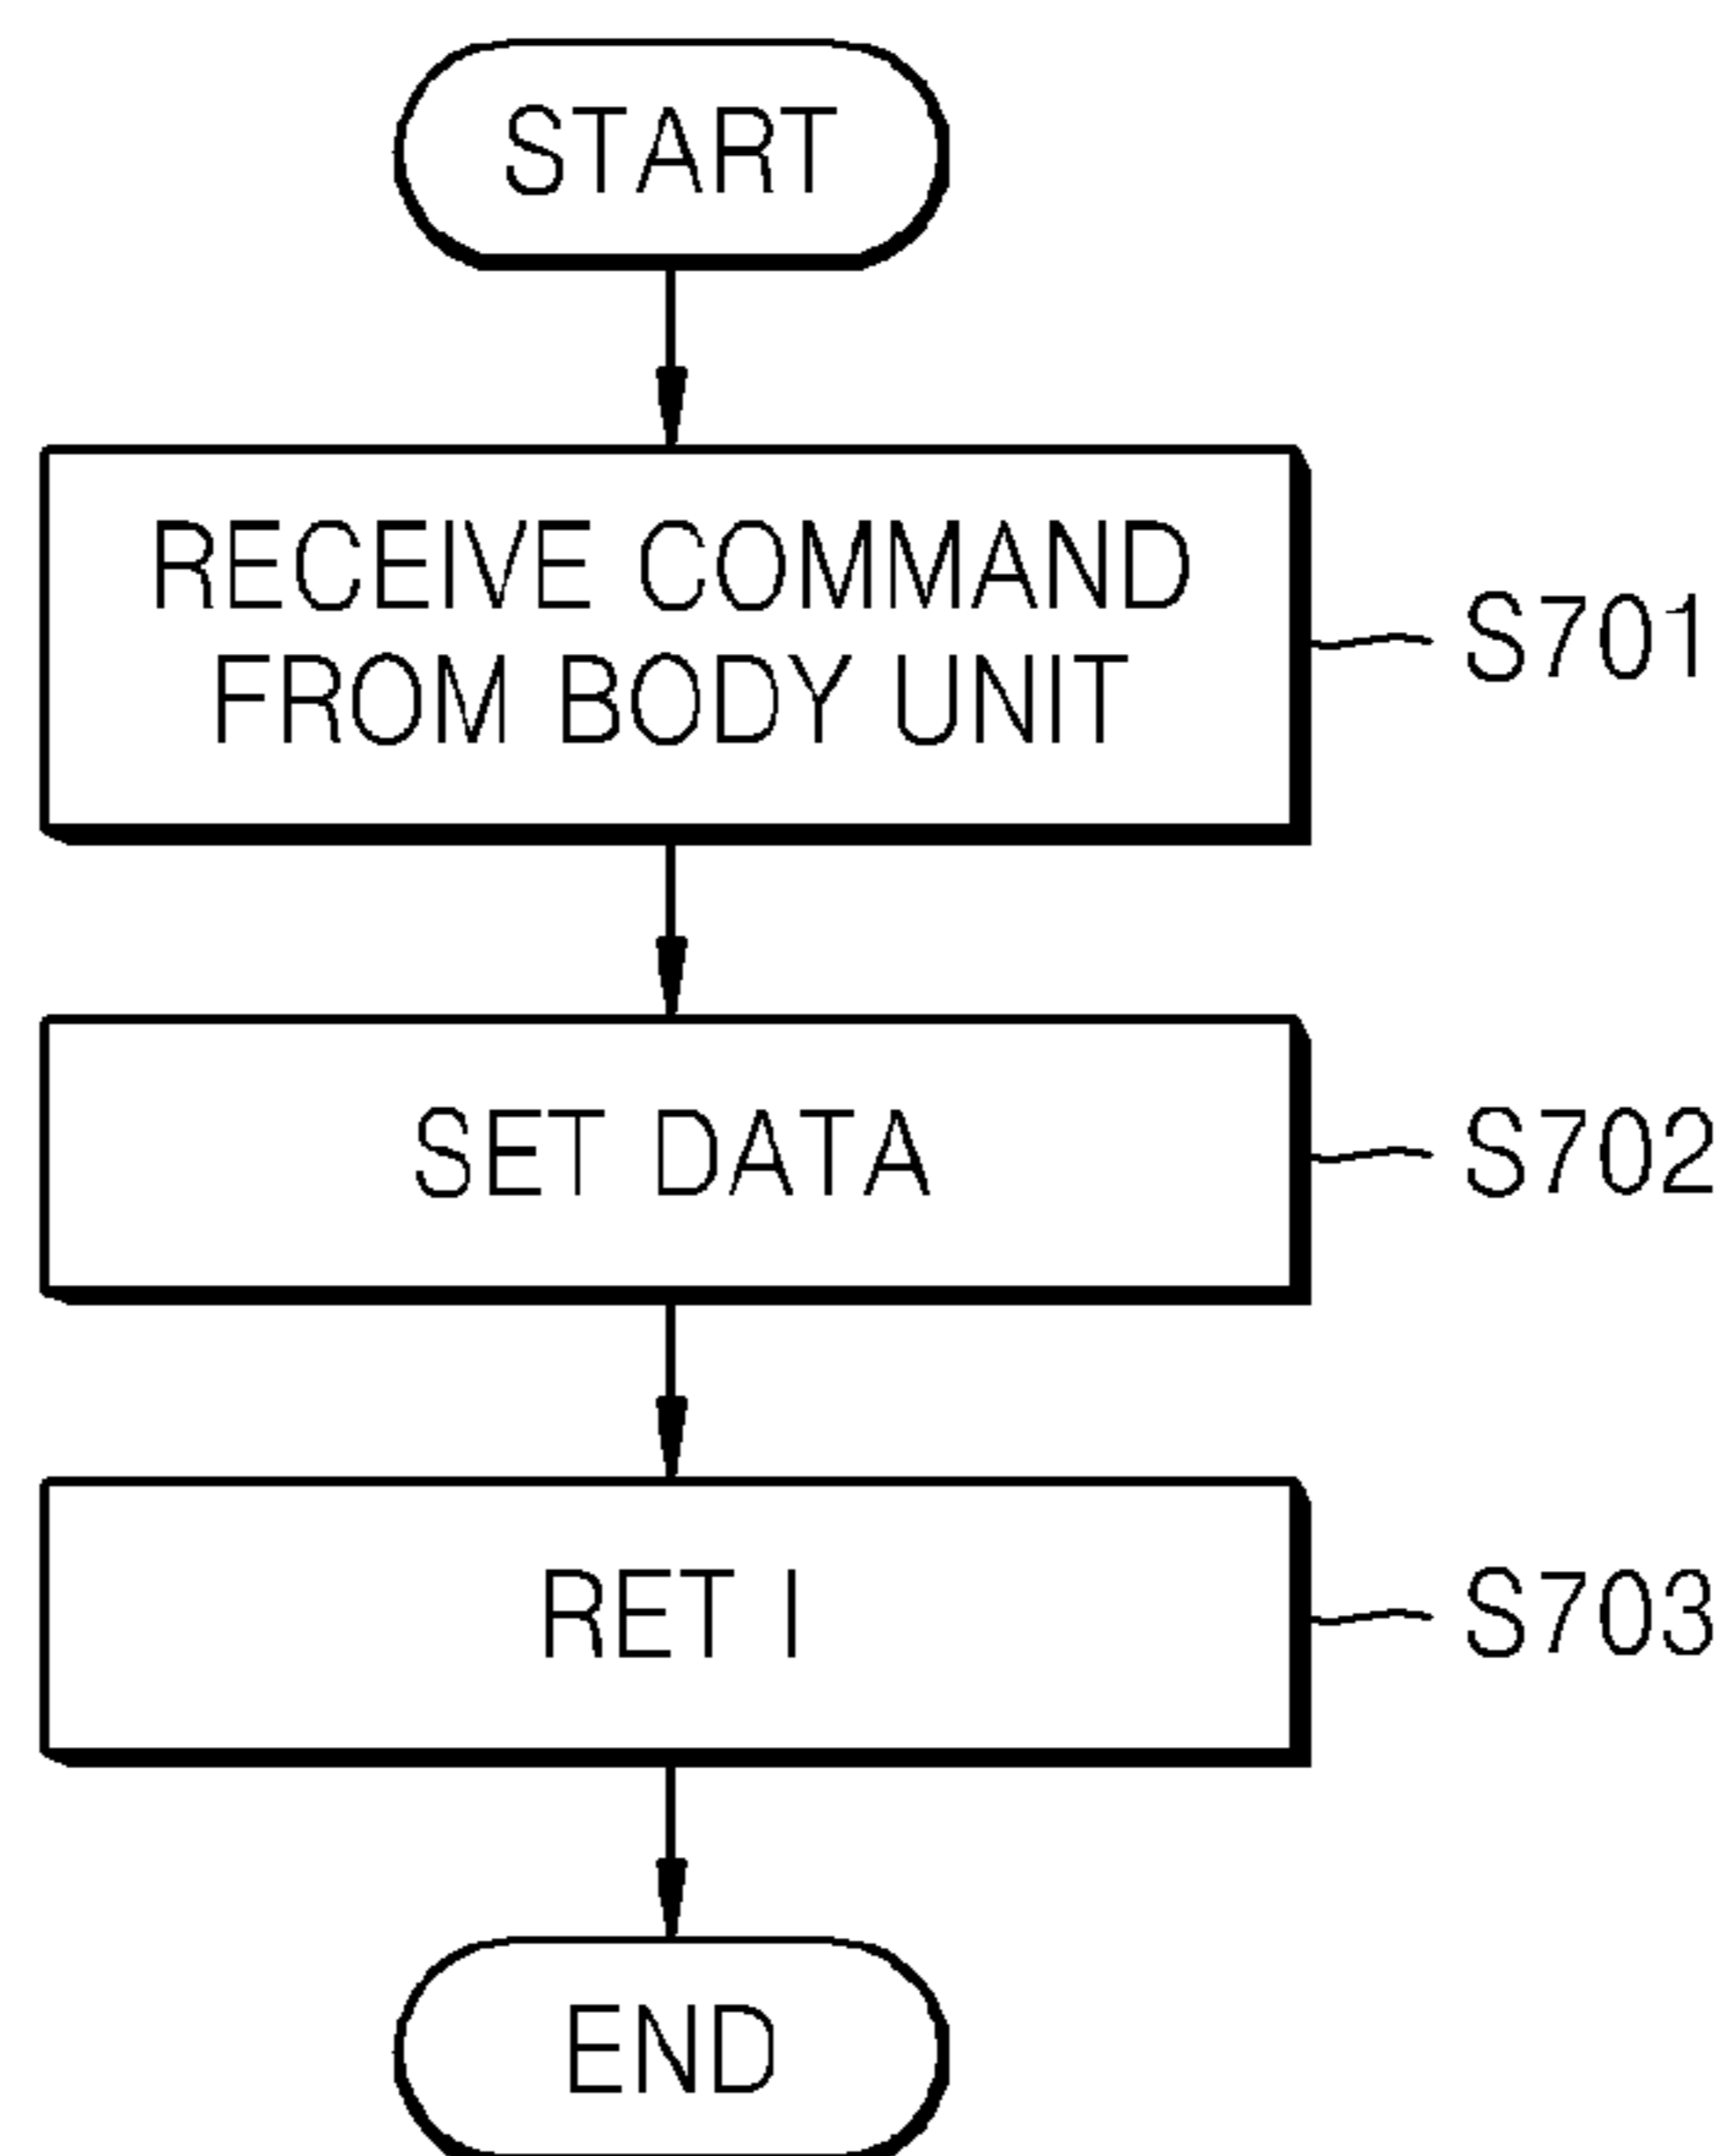 START
RECEIVE COMMAND
FROM BODY UNIT
S701
SET DATA
S702
RET I
S703
END